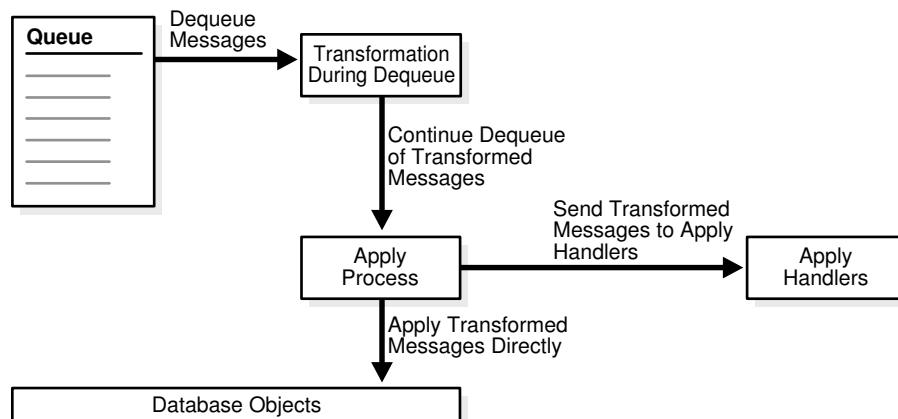 Queue
Dequeue
Messages
Transformation
During Dequeue
Continue Dequeue
of Transformed
Messages
Send Transformed
Messages to Apply
Handlers
Apply
Process
Apply
Handlers
Apply Transformed
Messages Directly
Database Objects